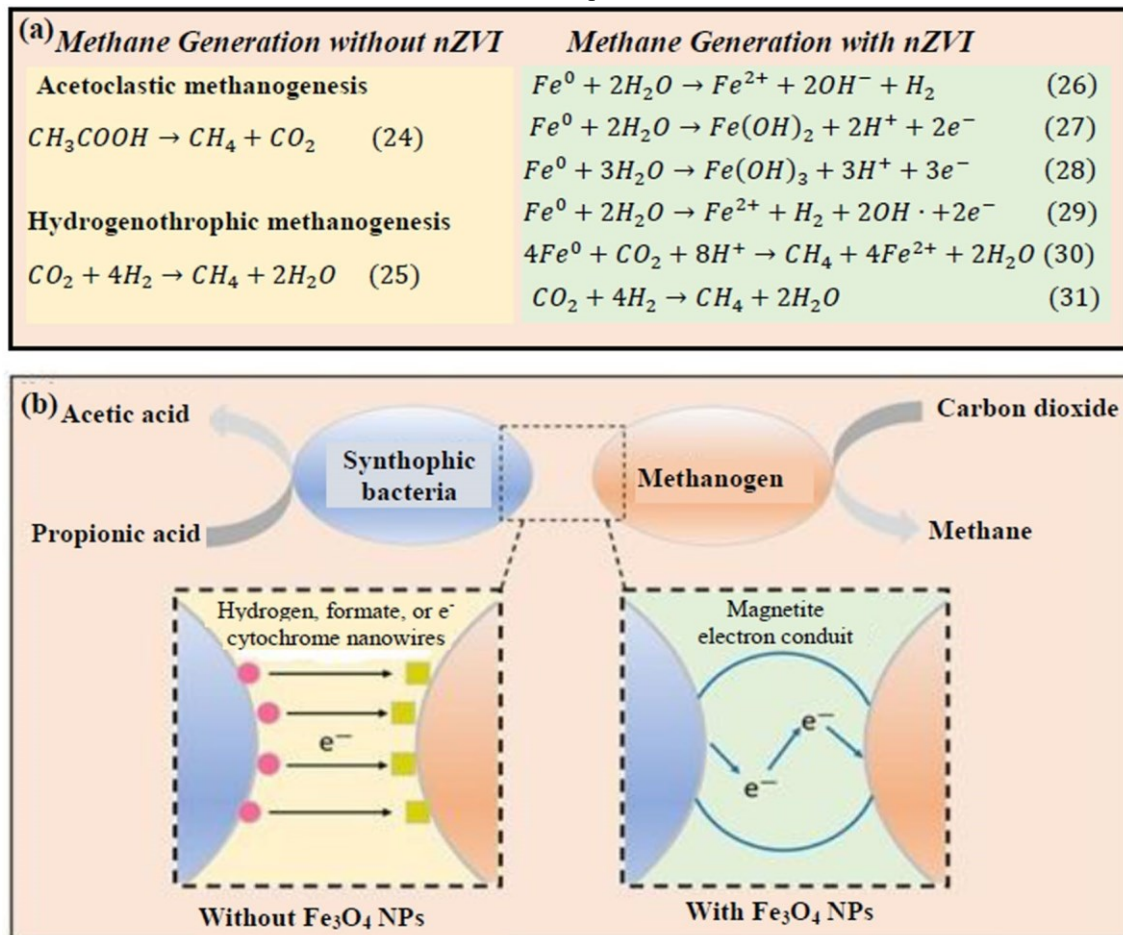 (a) Methane Generation without nZVI
Acetoclastic methanogenesis
CH₃COOH → CH₄ + CO₂ (24)
Hydrogenothrophic methanogenesis
CO₂ + 4H₂ → CH₄ + 2H₂O (25)
Methane Generation with nZVI
Fe⁰ + 2H₂O → Fe²⁺ + 2OH⁻ + H₂ (26)
Fe⁰ + 2H₂O → Fe(OH)₂ + 2H⁺ + 2e⁻ (27)
Fe⁰ + 3H₂O → Fe(OH)₃ + 3H⁺ + 3e⁻ (28)
Fe⁰ + 2H₂O → Fe²⁺ + H₂ + 2OH · +2e⁻ (29)
4Fe⁰ + CO₂ + 8H⁺ → CH₄ + 4Fe²⁺ + 2H₂O (30)
CO₂ + 4H₂ → CH₄ + 2H₂O (31)
(b) Acetic acid
Propionic acid
Synthophic
bacteria
Methanogen
Carbon dioxide
Methane
Hydrogen, formate, or e⁻
cytochrome nanowires
e⁻
Without Fe₃O₄ NPs
Magnetite
electron conduit
e⁻
e⁻
With Fe₃O₄ NPs